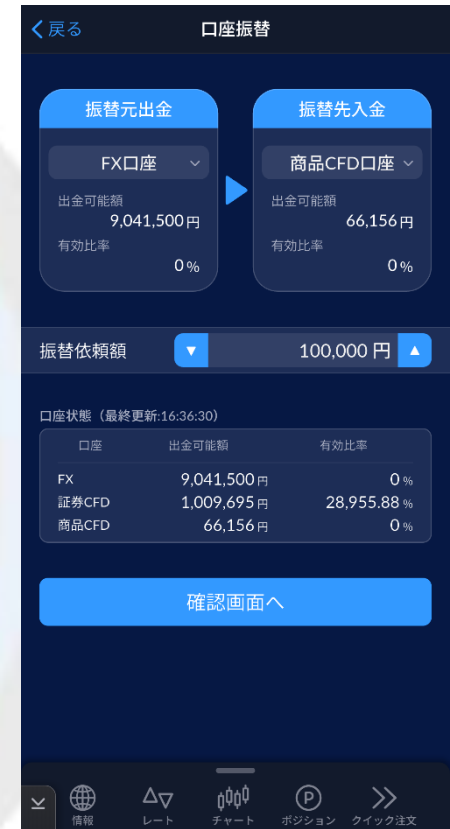 戻る 口座振替
振替元出金 振替先入金
FX口座 商品CFD口座
出金可能額 出金可能額
9,041,500円 66,156円
有効比率 有効比率
0% 0%
振替依頼額 ▼ 100,000 円 ▲
口座状態（最終更新:16:36:30）
口座 出金可能額 有効比率
FX 9,041,500円 0%
証券CFD 1,009,695円 28,955.88%
商品CFD 66,156円 0%
確認画面へ
P
情報 レート チャート ポジション クイック注文